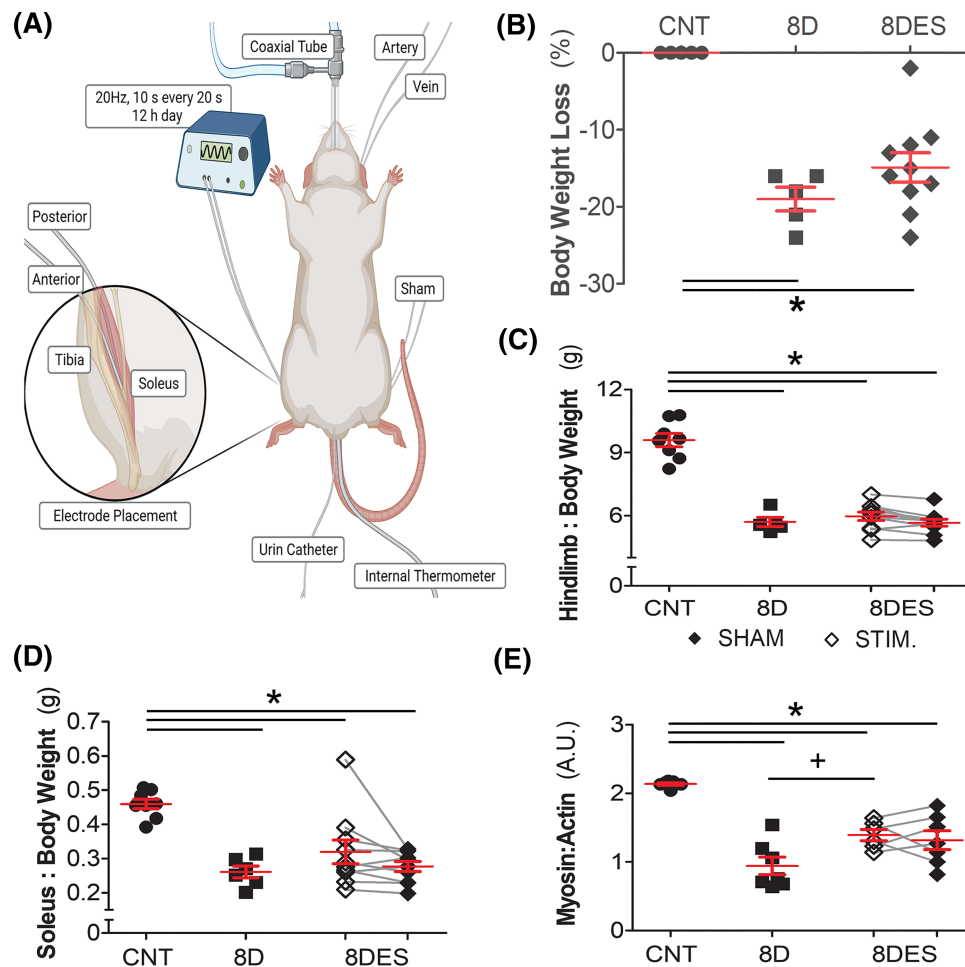 (A)
Coaxial Tube
Artery
Vein
20Hz, 10 s every 20 s
12 h day
Posterior
Anterior
Sham
Tibia
Soleus
Electrode Placement
Urin Catheter
Internal Thermometer
(B)
CNT 8D 8DES
Body Weight Loss (%)
0
-10
-20
-30
*
(C)
Hindlimb : Body Weight (g)
*
12
9
6
0
CNT 8D 8DES
◆ SHAM ◇ STIM.
(D)
Soleus : Body Weight (g)
*
0.7
0.6
0.5
0.4
0.3
0.2
0
CNT 8D 8DES
(E)
Myosin:Actin (A.U.)
*
+
3
2
1
0
CNT 8D 8DES